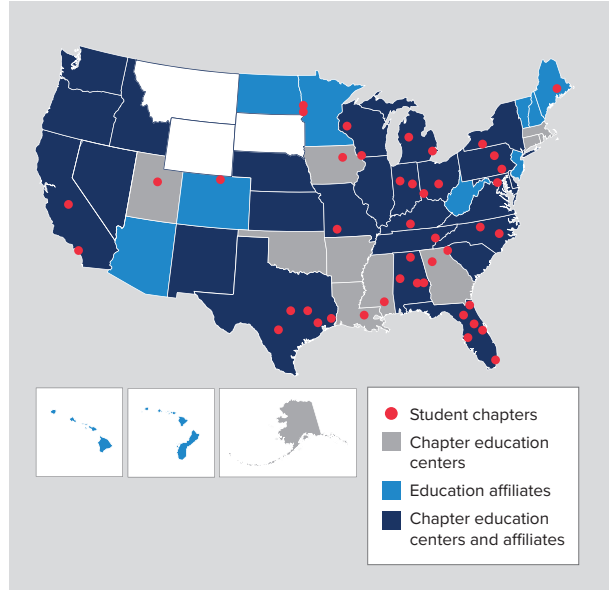 Student chapters
Chapter education
centers
Education affiliates
Chapter education
centers and affiliates